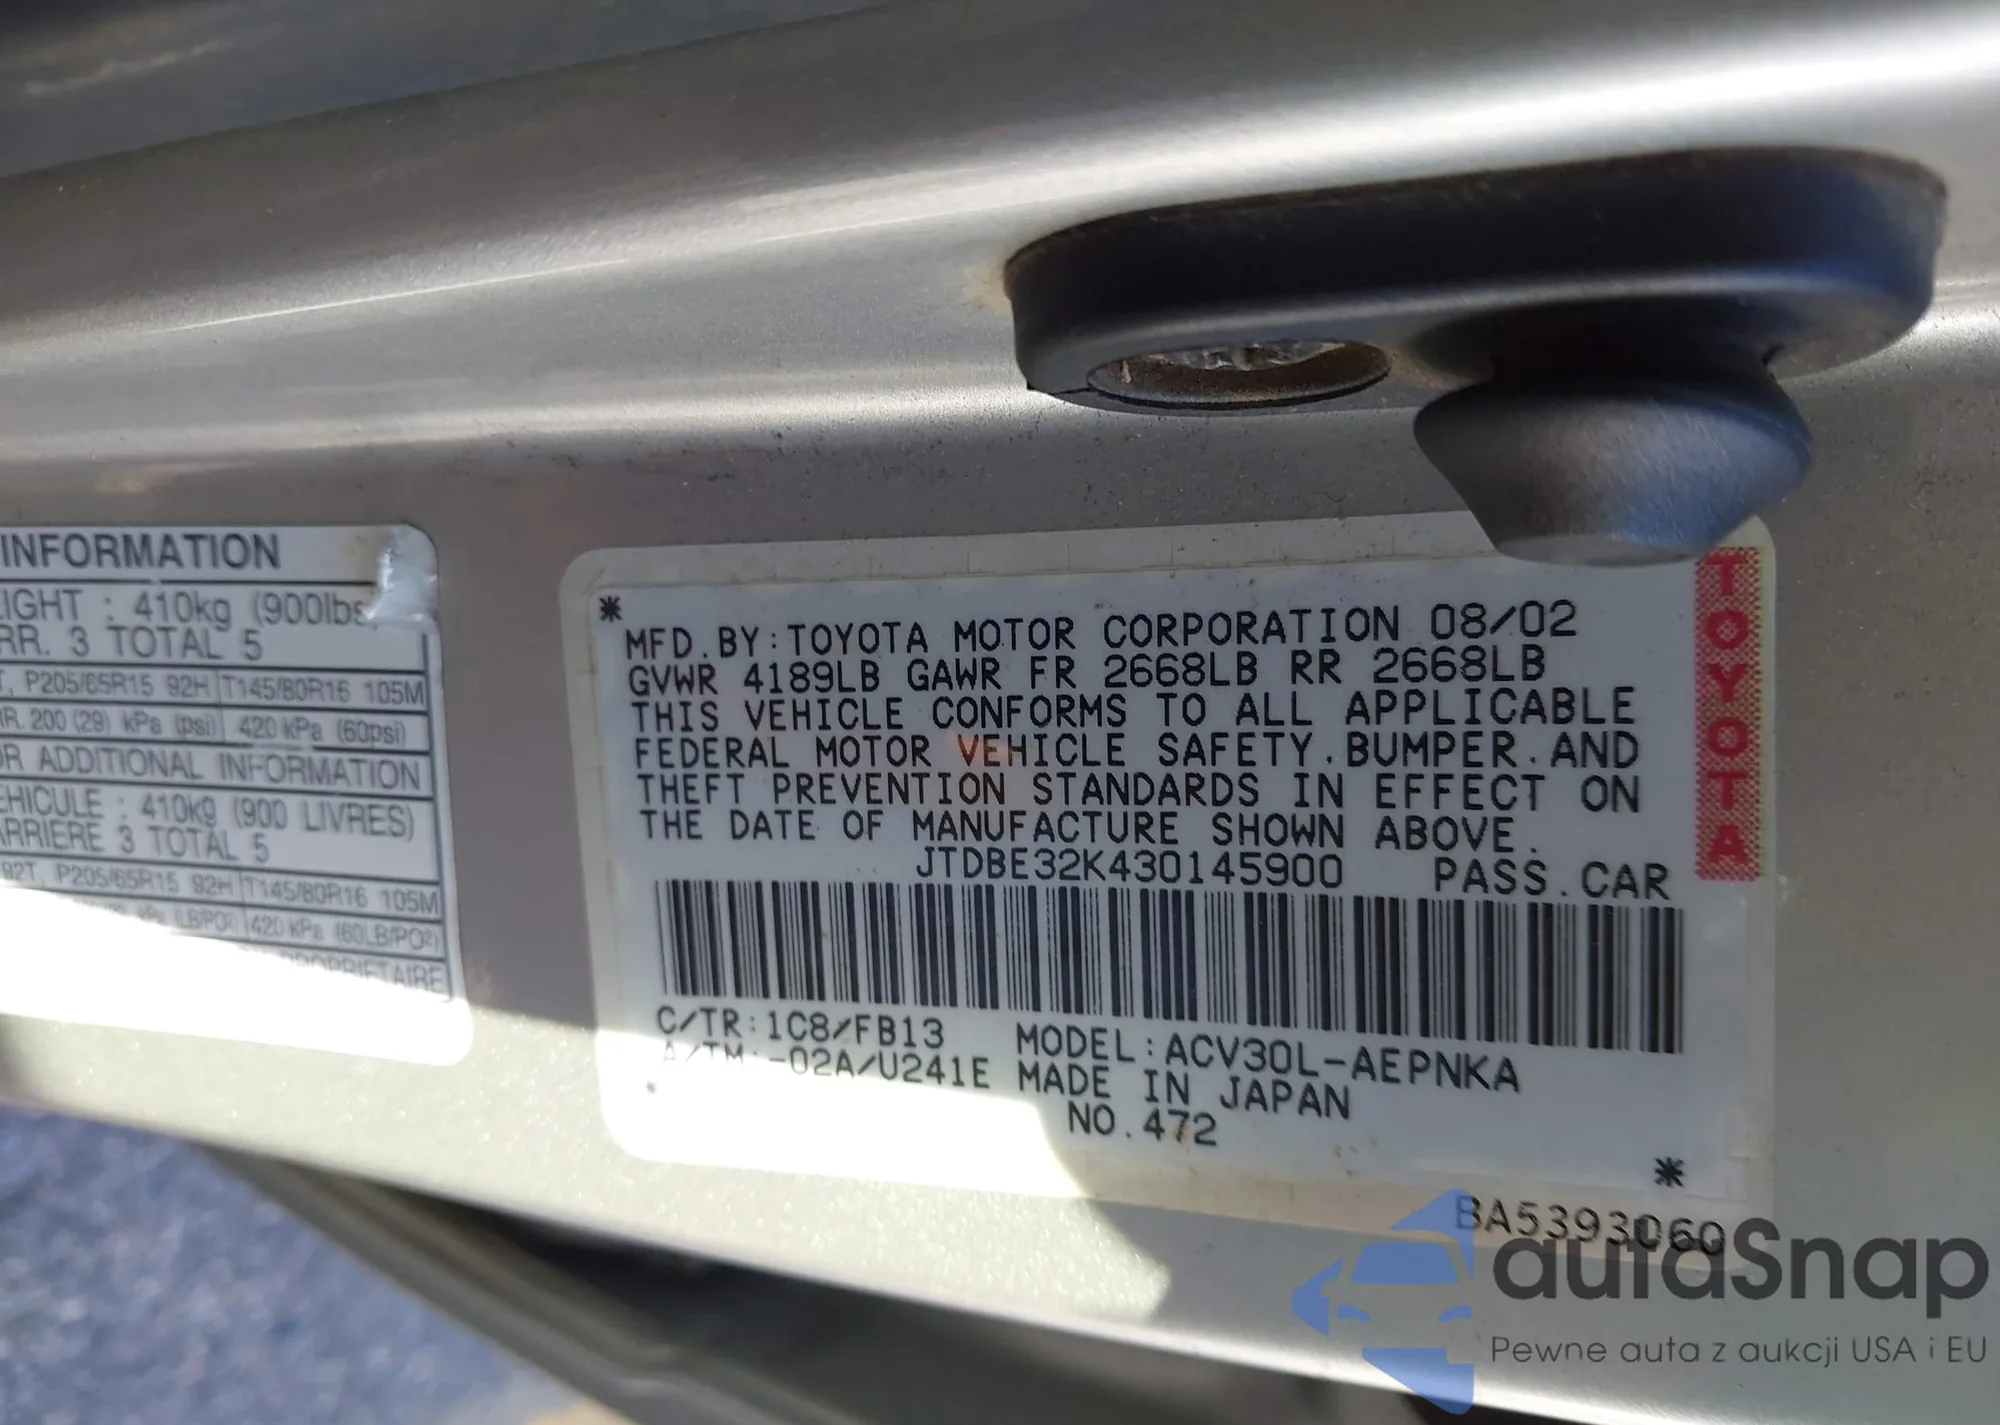 INFORMATION
: 410kg (900lbs
RR. 3 TOTAL 5
P205/65R15 92H T145/80R16 105M
200 (29) kPa (psi) 420 kPa (60psi)
ADDITIONAL INFORMATION
: 410kg (900 LIVRES)
3 TOTAL 5
92T, P205/65R15 92H T145/80R16 105M
(LB/PO²) 420 kPa (60LB/PO²)
*
MFD.BY:TOYOTA MOTOR CORPORATION 08/02
GVWR 4189LB GAWR FR 2668LB RR 2668LB
THIS VEHICLE CONFORMS TO ALL APPLICABLE
FEDERAL MOTOR VEHICLE SAFETY.BUMPER.AND
THEFT PREVENTION STANDARDS IN EFFECT ON
THE DATE OF MANUFACTURE SHOWN ABOVE.
JTDBE32K430145900 PASS.CAR
C/TR:1C8/FB13 MODEL:ACV30L-AEPNKA
A/TM:-02A/U241E MADE IN JAPAN
NO.472
*
TOYOTA
BA5393060
autoSnap
Pewne auta z aukcji USA i EU